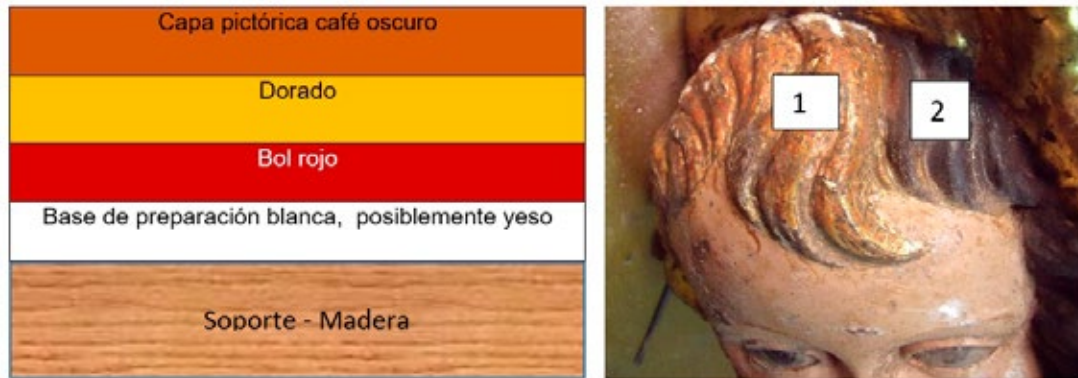 Capa pictórica café oscuro
Dorado
Bol rojo
Base de preparación blanca, posiblemente yeso
Soporte - Madera
1
2